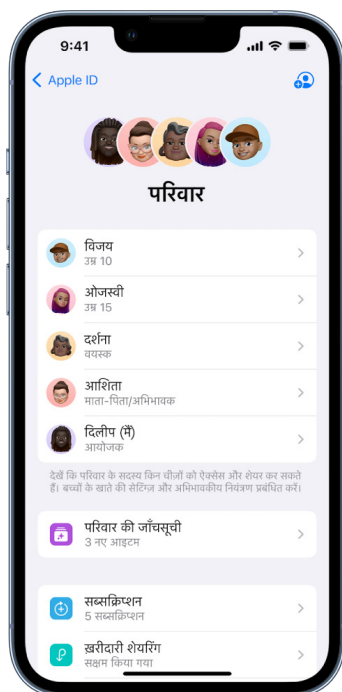 9:41
Apple ID
परिवार
विजय
उम्र 10
ओजस्वी
उम्र 15
दर्शना
वयस्क
आशिता
माता-पिता/अभिभावक
दिलीप (मैं)
आयोजक
देखें कि परिवार के सदस्य किन चीज़ों को ऐक्सेस और शेयर कर सकते
हैं। बच्चों के खाते की सेटिंग्ज और अभिभावकीय नियंत्रण प्रबंधित करें।
परिवार की जाँचसूची
3 नए आइटम
सब्सक्रिप्शन
5 सब्सक्रिप्शन
ख़रीदारी शेयरिंग
सक्षम किया गया